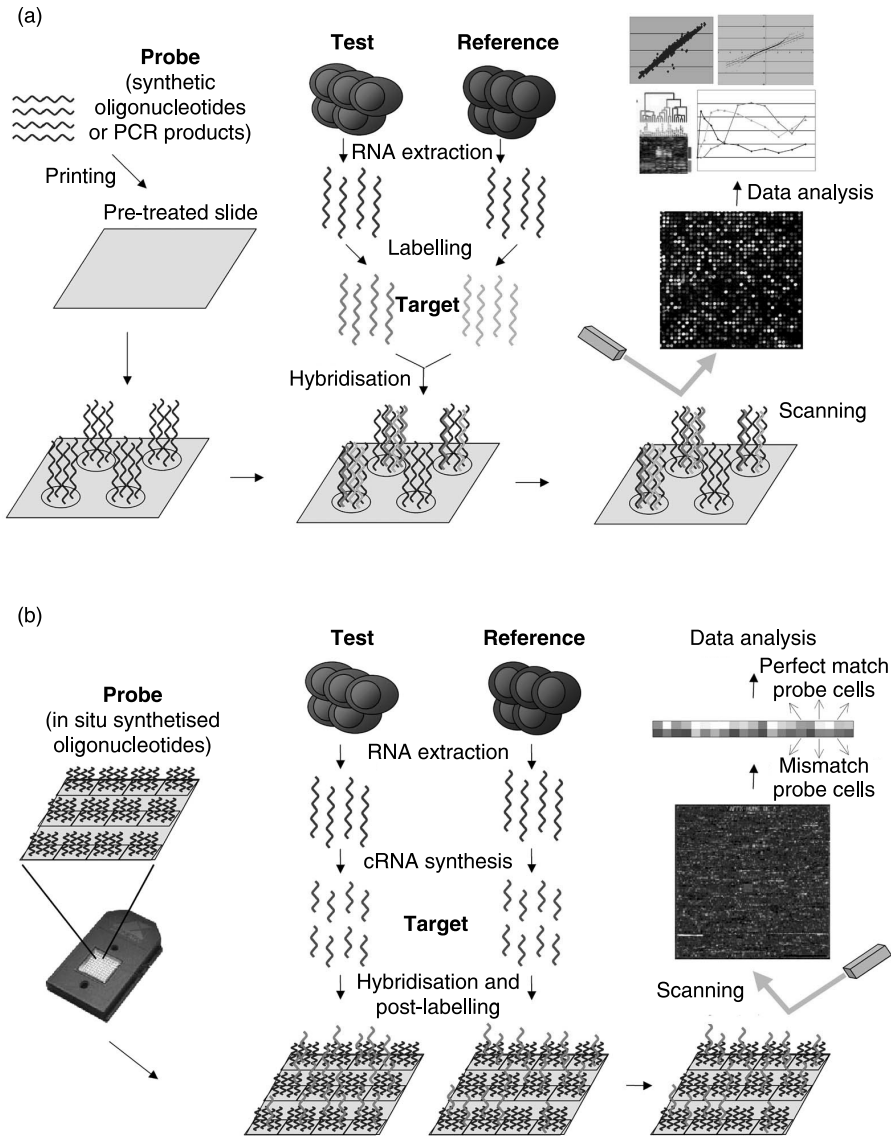 (a)
Probe
(synthetic
oligonucleotides
or PCR products)
Printing
Pre-treated slide
Test
Reference
RNA extraction
Labelling
Target
Hybridisation
Data analysis
Scanning
(b)
Probe
(in situ synthetised
oligonucleotides)
Test
Reference
RNA extraction
cRNA synthesis
Target
Hybridisation and
post-labelling
Data analysis
Perfect match
probe cells
Mismatch
probe cells
Scanning